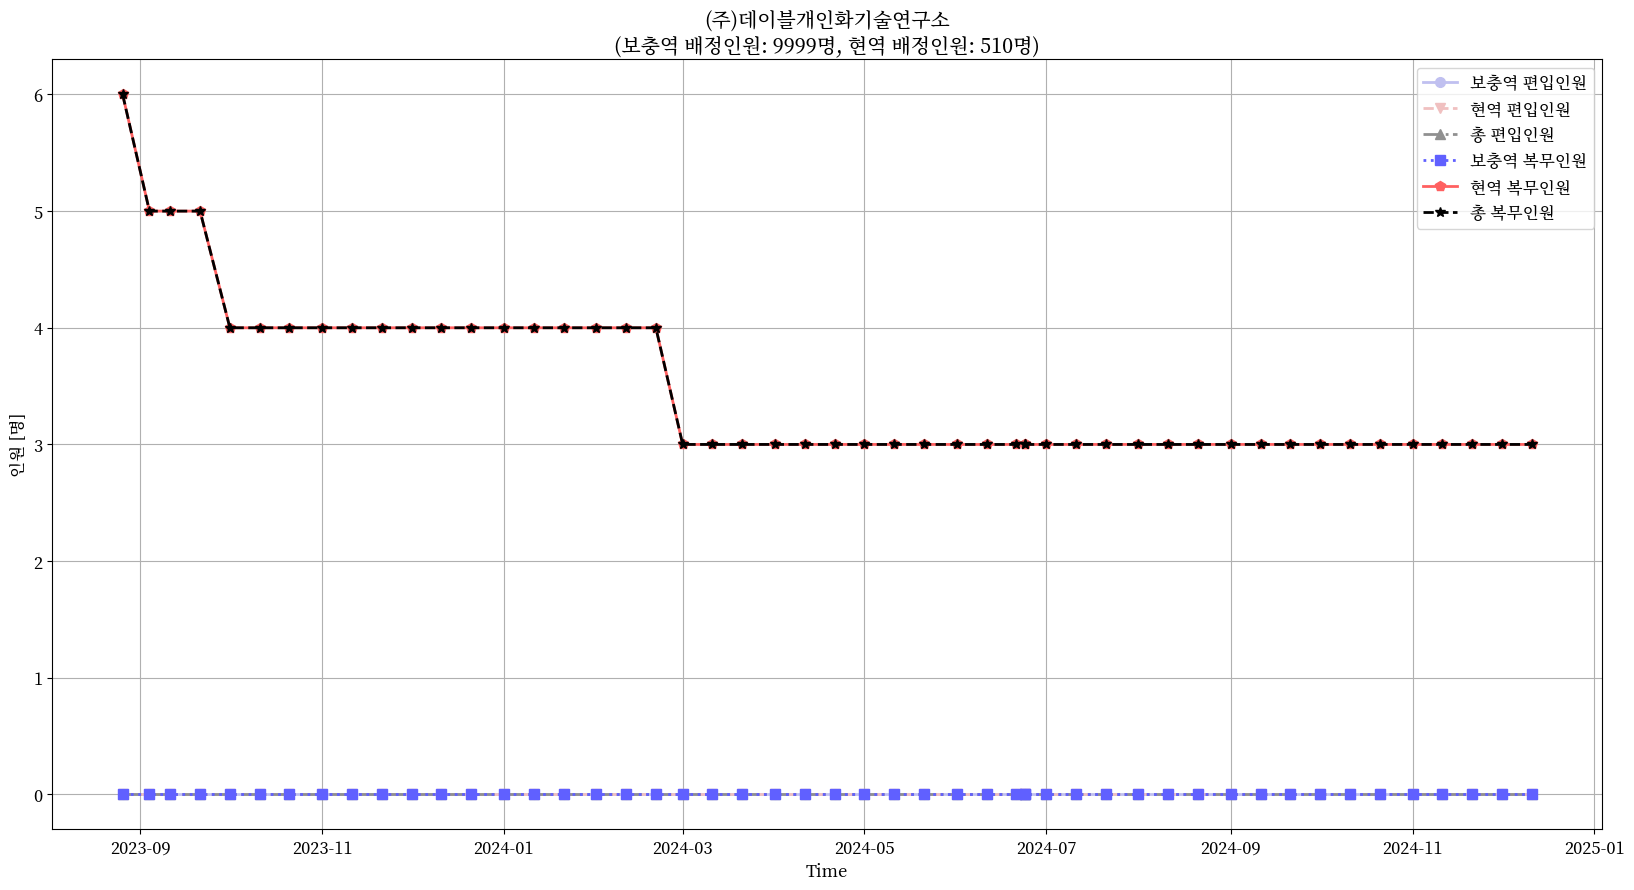 (주)데이블개인화기술연구소
(보충역 배정인원: 9999명, 현역 배정인원: 510명)
보충역 편입인원
현역 편입인원
총 편입인원
보충역 복무인원
현역 복무인원
총 복무인원
인원 [명]
6
5
4
3
2
1
0
2023-09 2023-11 2024-01 2024-03 2024-05 2024-07 2024-09 2024-11 2025-01
Time